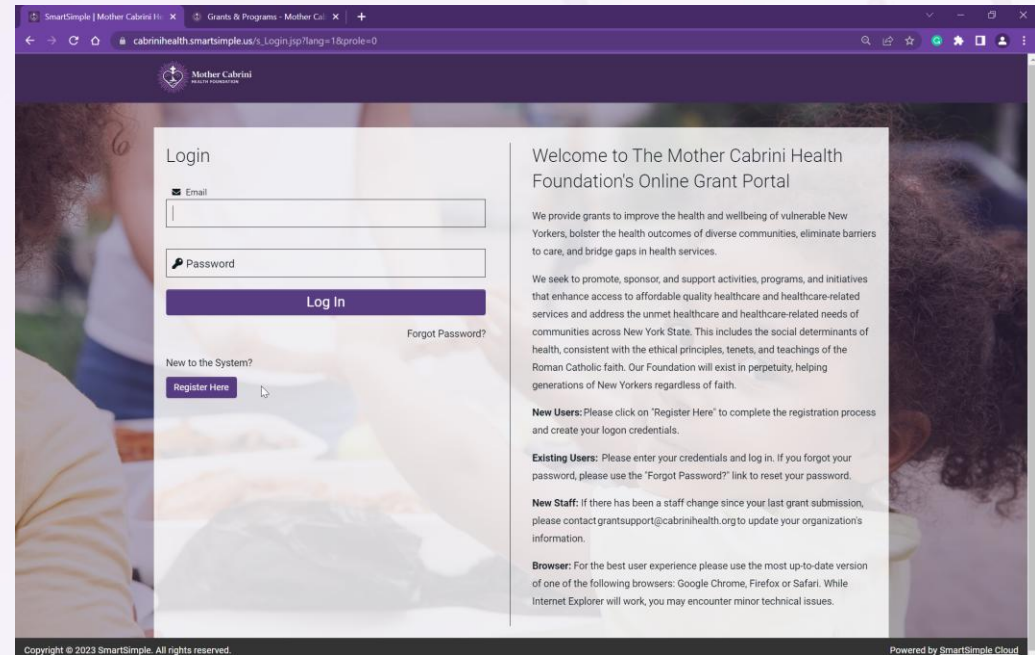 SmartSimple | Mother Cabrini He
Grants & Programs - Mother Cab
cabrinihealth.smartsimple.us/s_Login.jsp?lang=1&prole=0
Mother Cabrini
HEALTH FOUNDATION
Login
Email
Password
Log In
Forgot Password?
New to the System?
Register Here
Welcome to The Mother Cabrini Health
Foundation's Online Grant Portal
We provide grants to improve the health and wellbeing of vulnerable New
Yorkers, bolster the health outcomes of diverse communities, eliminate barriers
to care, and bridge gaps in health services.
We seek to promote, sponsor, and support activities, programs, and initiatives
that enhance access to affordable quality healthcare and healthcare-related
services and address the unmet healthcare and healthcare-related needs of
communities across New York State. This includes the social determinants of
health, consistent with the ethical principles, tenets, and teachings of the
Roman Catholic faith. Our Foundation will exist in perpetuity, helping
generations of New Yorkers regardless of faith.
New Users: Please click on "Register Here" to complete the registration process
and create your logon credentials.
Existing Users: Please enter your credentials and log in. If you forgot your
password, please use the "Forgot Password?" link to reset your password.
New Staff: If there has been a staff change since your last grant submission,
please contact grantsupport@cabrinihealth.org to update your organization's
information.
Browser: For the best user experience please use the most up-to-date version
of one of the following browsers: Google Chrome, Firefox or Safari. While
Internet Explorer will work, you may encounter minor technical issues.
Copyright © 2023 SmartSimple. All rights reserved.
Powered by SmartSimple Cloud